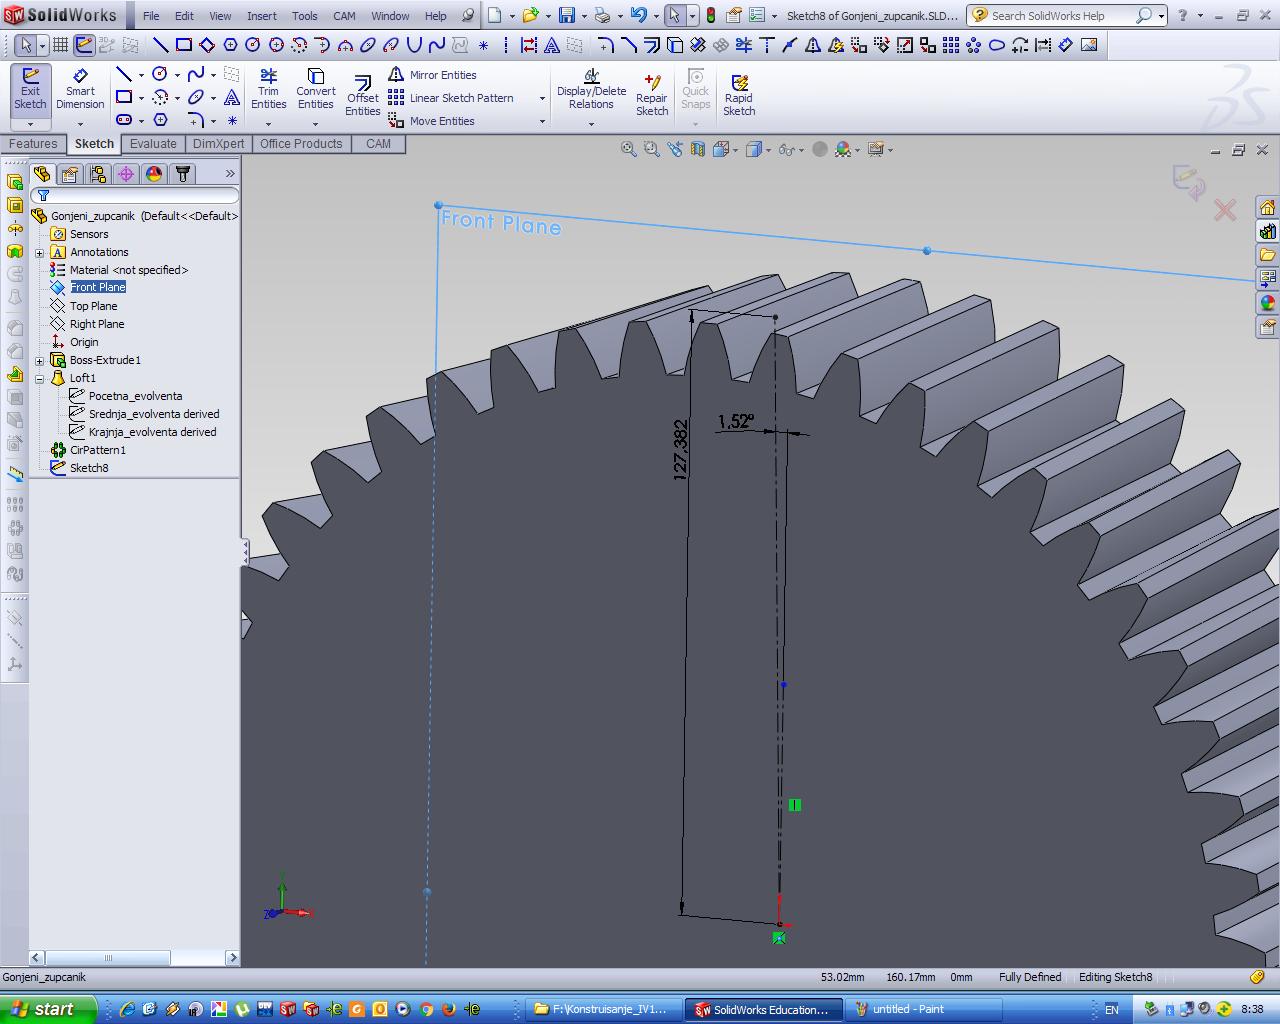 SolidWorks
File Edit View Insert Tools CAM Window Help
Sketch8 of Gonjeni_zupcanik.SLD...
Search SolidWorks Help
Exit Sketch
Smart Dimension
Trim Entities
Convert Entities
Offset Entities
Mirror Entities
Linear Sketch Pattern
Move Entities
Display/Delete Relations
Repair Sketch
Quick Snaps
Rapid Sketch
Features Sketch Evaluate DimXpert Office Products CAM
Gonjeni_zupcanik (Default<<Default>
Sensors
Annotations
Material <not specified>
Front Plane
Top Plane
Right Plane
Origin
Boss-Extrude1
Loft1
Pocetna_evolventa
Srednja_evolventa derived
Krajnja_evolventa derived
CirPattern1
Sketch8
Front Plane
1,52°
127,382
Y
Z
X
Gonjeni_zupcanik
53.02mm 160.17mm 0mm Fully Defined Editing Sketch8
start
F:\Konstruisanje_IV1...
SolidWorks Education...
untitled - Paint
EN
8:38